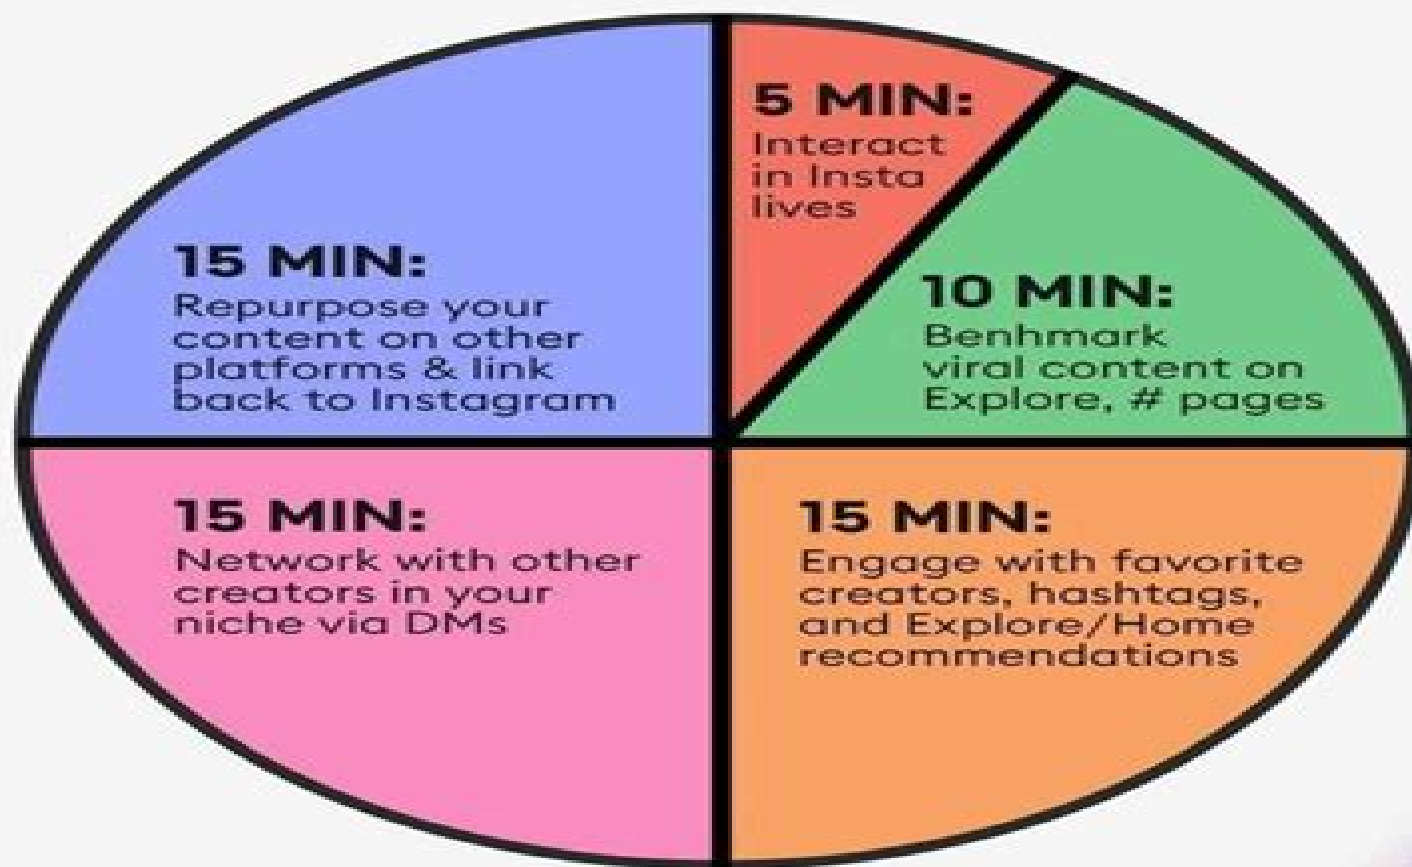 5 MIN:
Interact
in Insta
lives
10 MIN:
Benhmark
viral content on
Explore, # pages
15 MIN:
Engage with favorite
creators, hashtags,
and Explore/Home
recommendations
15 MIN:
Network with other
creators in your
niche via DMs
15 MIN:
Repurpose your
content on other
platforms & link
back to Instagram